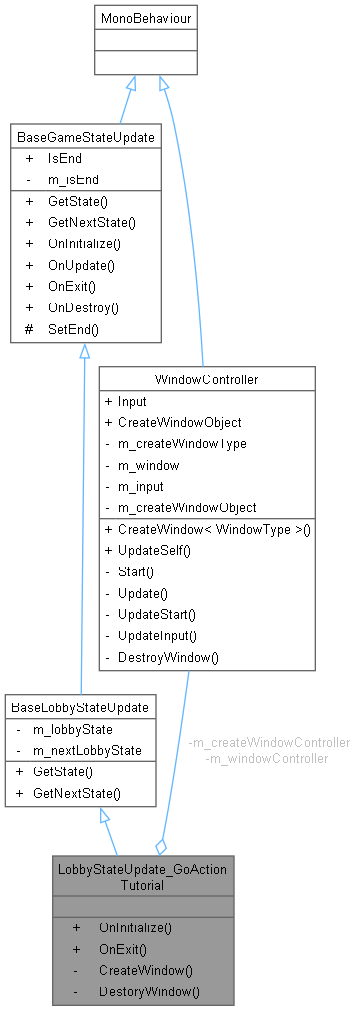 MonoBehaviour
BaseGameStateUpdate
+ IsEnd
- m_isEnd
+ GetState()
+ GetNextState()
+ OnInitialize()
+ OnUpdate()
+ OnExit()
+ OnDestroy()
# SetEnd()
WindowController
+ Input
+ CreateWindowObject
- m_createWindowType
- m_window
- m_input
- m_createWindowObject
+ CreateWindow< WindowType >()
+ UpdateSelf()
- Start()
- Update()
- UpdateStart()
- UpdateInput()
- DestroyWindow()
BaseLobbyStateUpdate
- m_lobbyState
- m_nextLobbyState
+ GetState()
+ GetNextState()
-m_createWindowController
-m_windowController
LobbyStateUpdate_GoAction
Tutorial
+ OnInitialize()
+ OnExit()
- CreateWindow()
- DestoryWindow()